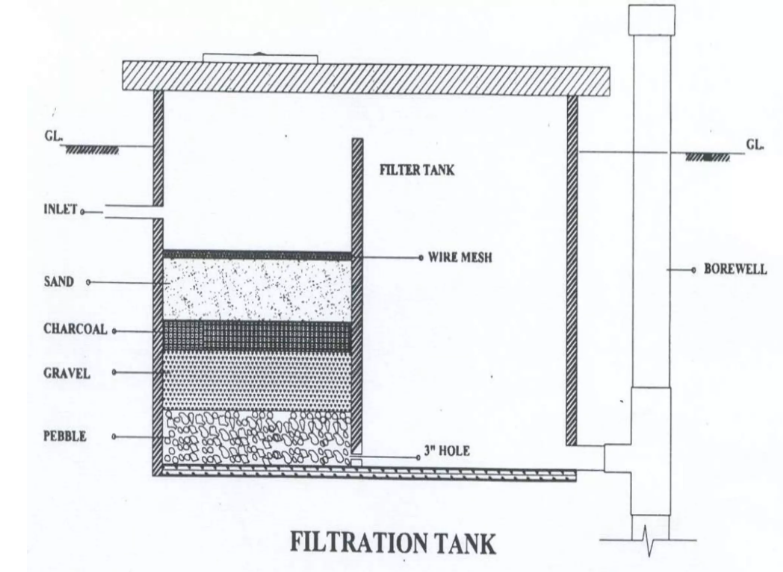 GL.
GL.
FILTER TANK
INLET
WIRE MESH
BOREWELL
SAND
CHARCOAL
GRAVEL
PEBBLE
3" HOLE
FILTRATION TANK